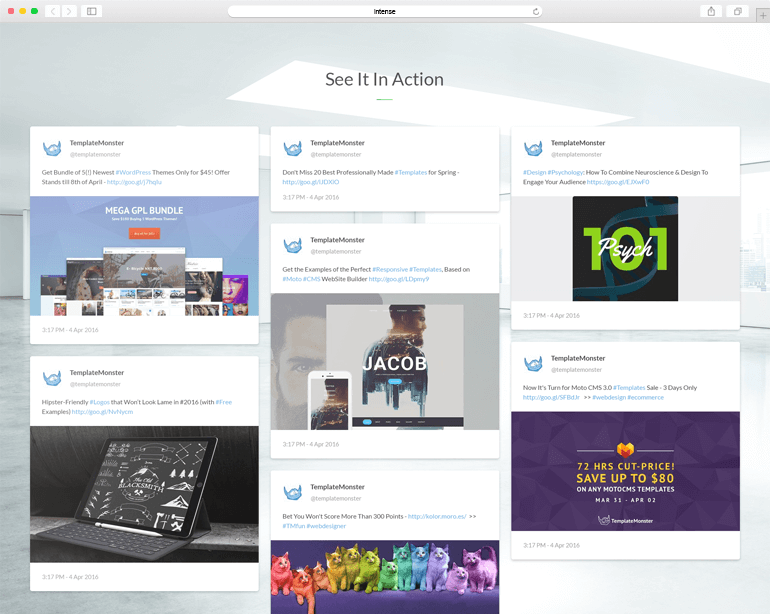 intense
See It In Action
TemplateMonster
@templatemonster
Get Bundle of 5(!) Newest #WordPress Themes Only for $45! Offer
Stands till 8th of April - http://goo.gl/j7hqlu
MEGA GPL BUNDLE
3:17 PM - 4 Apr 2016
TemplateMonster
@templatemonster
Hipster-Friendly #Logos that Won't Look Lame in #2016 (with #Free
Examples) http://goo.gl/NvNycm
The Old
BLACKSMITH
3:17 PM - 4 Apr 2016
TemplateMonster
@templatemonster
Don't Miss 20 Best Professionally Made #Templates for Spring -
http://goo.gl/UDXIO
3:17 PM - 4 Apr 2016
TemplateMonster
@templatemonster
Get the Examples of the Perfect #Responsive #Templates, Based on
#Moto #CMS WebSite Builder http://goo.gl/LDpmy9
JACOB
3:17 PM - 4 Apr 2016
TemplateMonster
@templatemonster
Bet You Won't Score More Than 300 Points - http://kolor.moro.es/ >>
#TMfun #webdesigner
TemplateMonster
@templatemonster
#Design #Psychology: How To Combine Neuroscience & Design To
Engage Your Audience https://goo.gl/EJXwF0
101
Psych
3:17 PM - 4 Apr 2016
TemplateMonster
@templatemonster
Now It's Turn for Moto CMS 3.0 #Templates Sale - 3 Days Only
http://goo.gl/SFBdJr >> #webdesign #ecommerce
72 HRS CUT-PRICE!
SAVE UP TO $80
ON ANY MOTOCMS TEMPLATES
MAR 31 - APR 02
TemplateMonster
3:17 PM - 4 Apr 2016